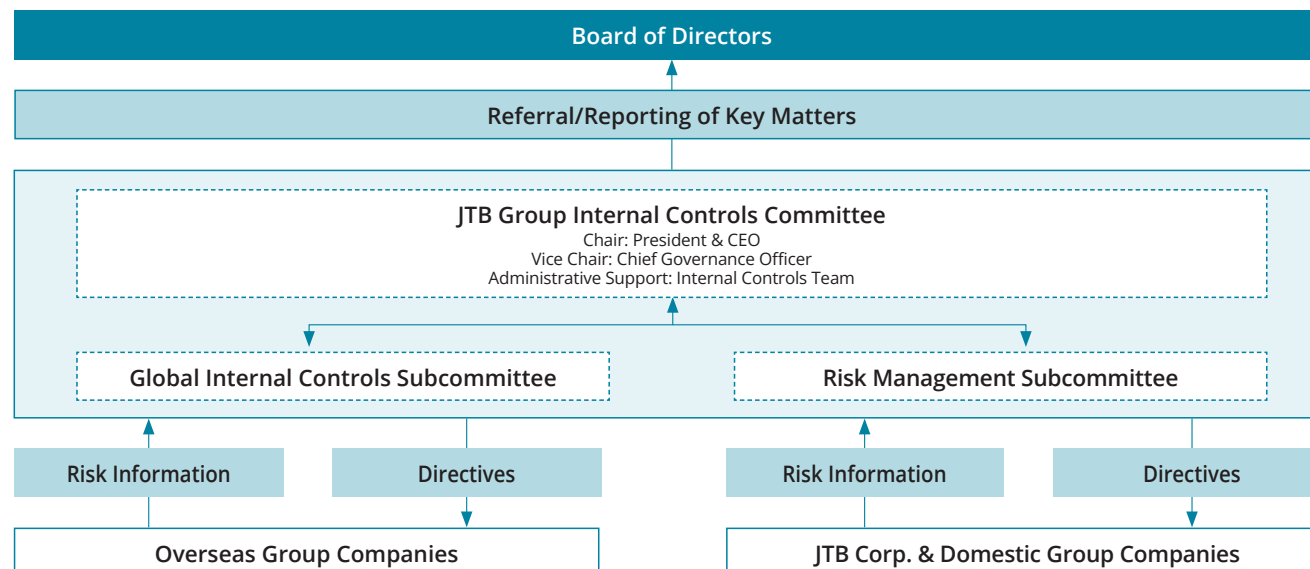 Board of Directors
Referral/Reporting of Key Matters
JTB Group Internal Controls Committee
Chair: President & CEO
Vice Chair: Chief Governance Officer
Administrative Support: Internal Controls Team
Global Internal Controls Subcommittee
Risk Management Subcommittee
Risk Information
Directives
Risk Information
Directives
Overseas Group Companies
JTB Corp. & Domestic Group Companies